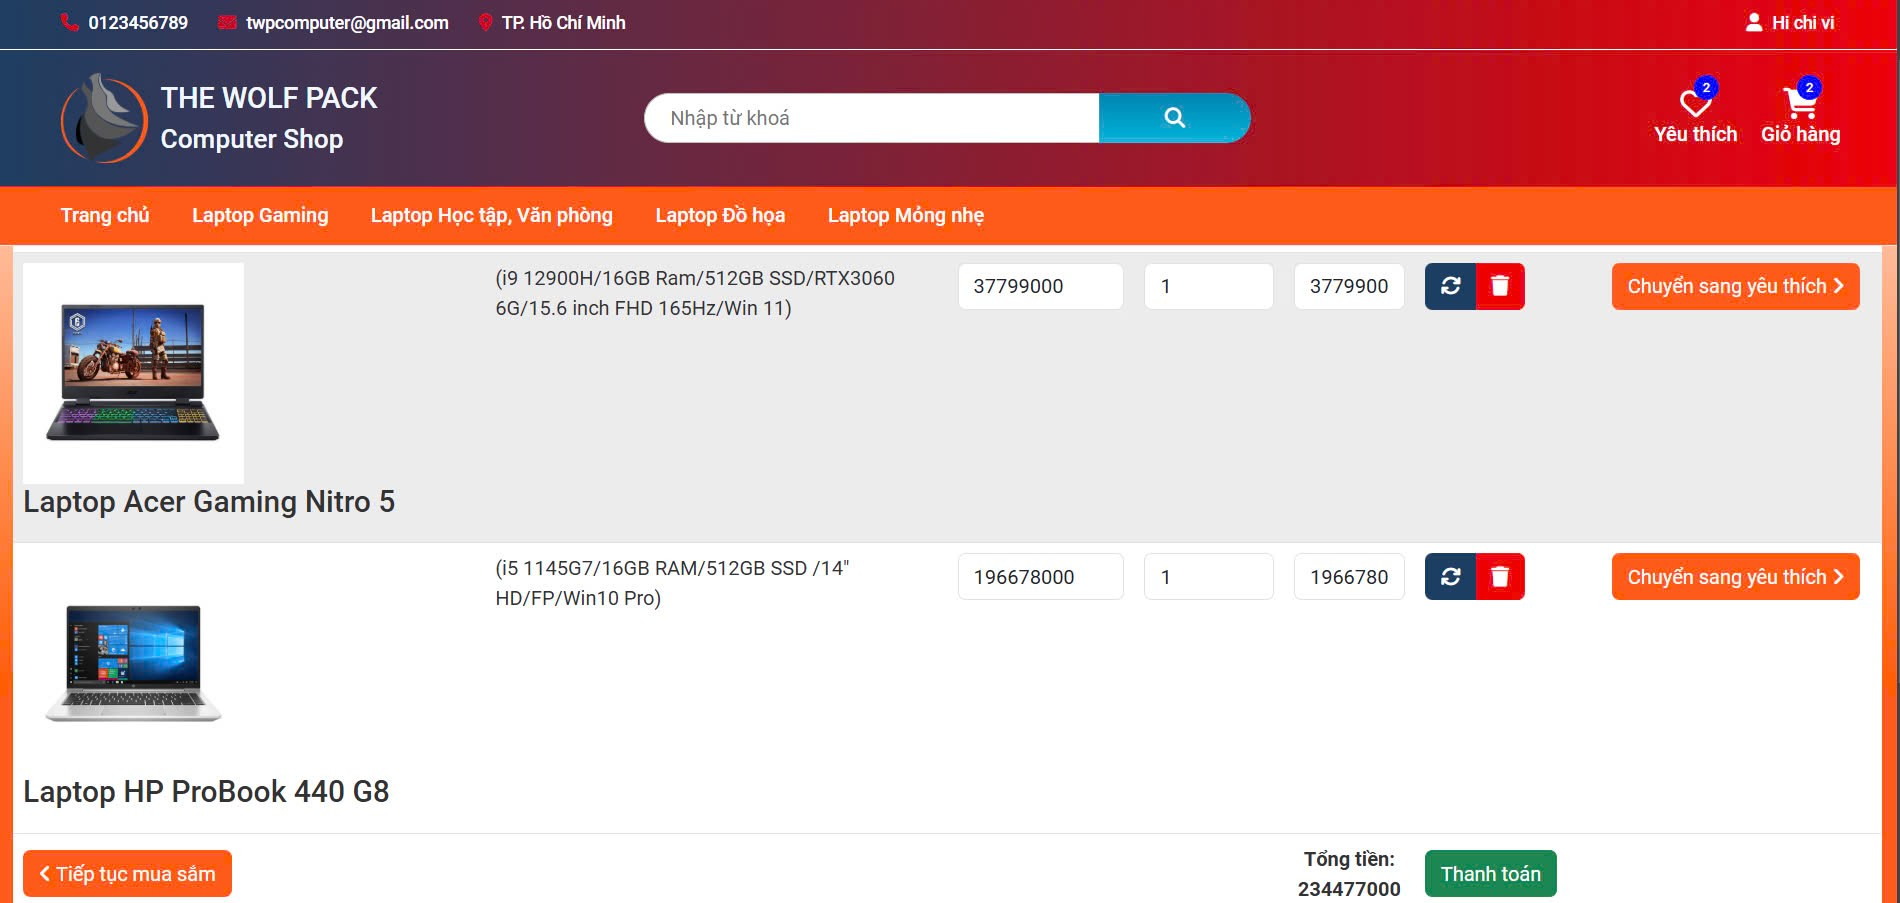 0123456789 twpcomputer@gmail.com TP. Hồ Chí Minh Hi chi vi
THE WOLF PACK
Computer Shop
Nhập từ khoá
2 2
Yêu thích Giỏ hàng
Trang chủ Laptop Gaming Laptop Học tập, Văn phòng Laptop Đồ họa Laptop Mỏng nhẹ
(i9 12900H/16GB Ram/512GB SSD/RTX3060
6G/15.6 inch FHD 165Hz/Win 11)
37799000 1 3779900 Chuyển sang yêu thích
Laptop Acer Gaming Nitro 5
(i5 1145G7/16GB RAM/512GB SSD /14"
HD/FP/Win10 Pro)
196678000 1 1966780 Chuyển sang yêu thích
Laptop HP ProBook 440 G8
Tiếp tục mua sắm
Tổng tiền:
234477000
Thanh toán